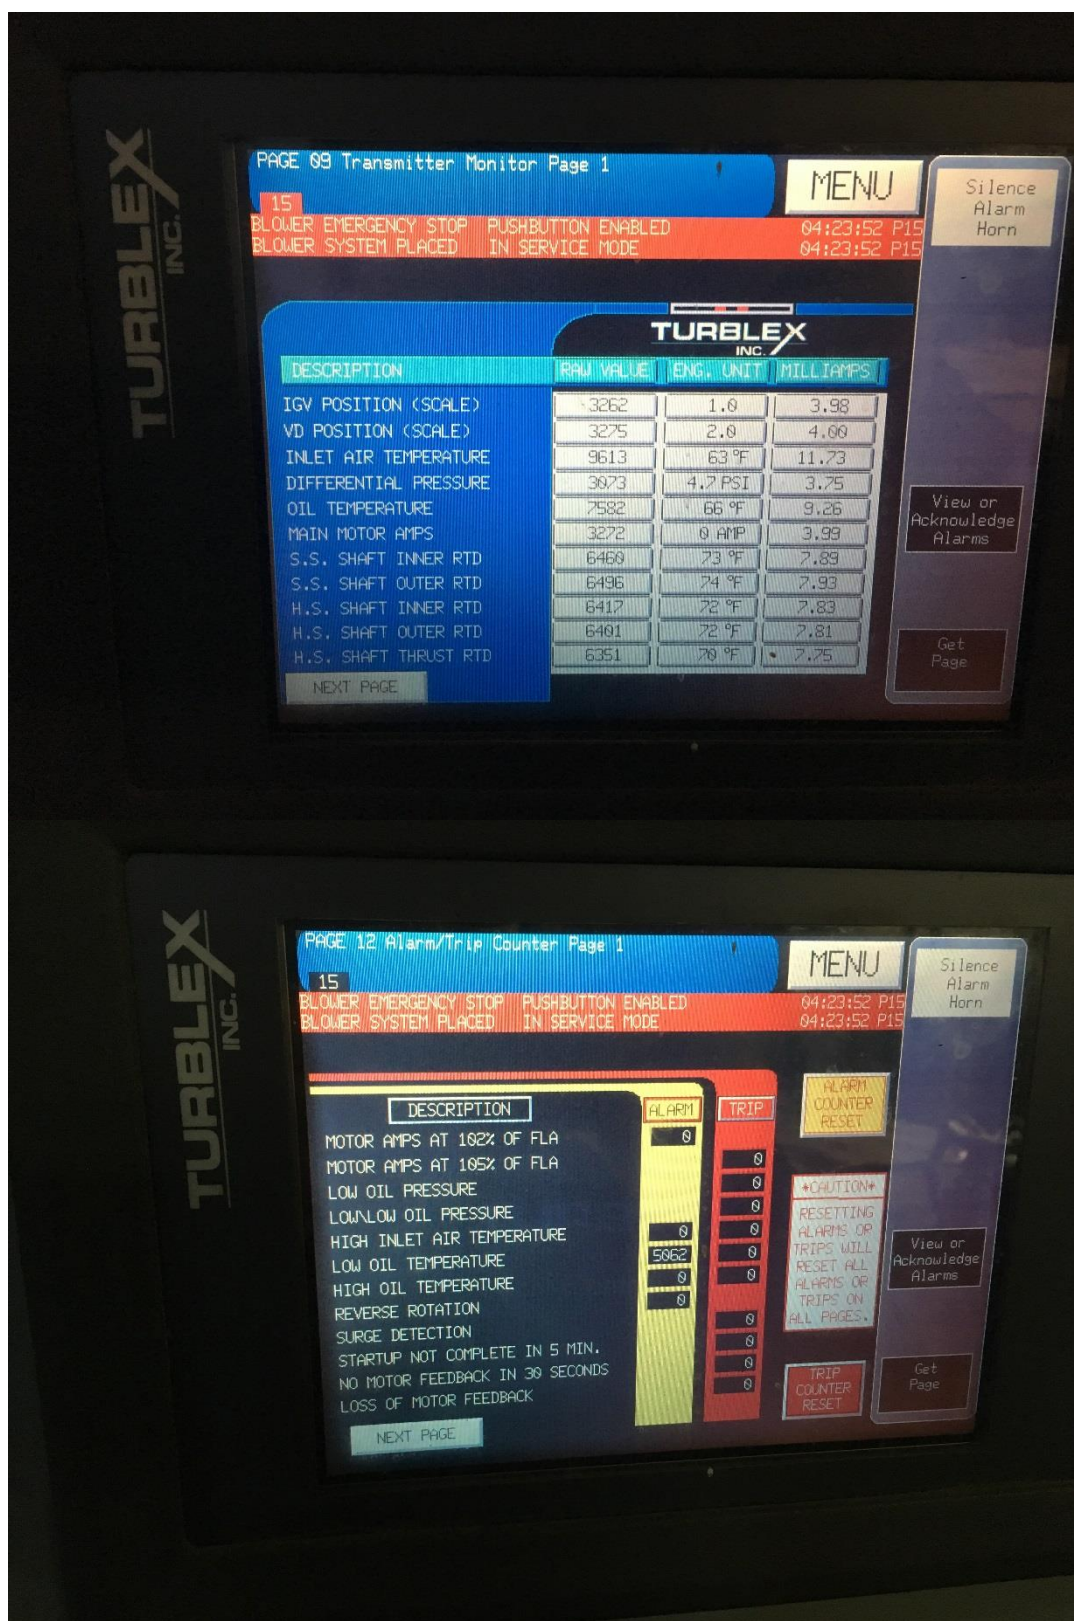 TURBLEX
INC.
PAGE 09 Transmitter Monitor Page 1
MENU
Silence
Alarm
Horn
15
BLOWER EMERGENCY STOP PUSHBUTTON ENABLED 04:23:52 P15
BLOWER SYSTEM PLACED IN SERVICE MODE 04:23:52 P15
TURBLEX
INC.
DESCRIPTION RAW VALUE ENG. UNIT MILLIAMPS
IGV POSITION (SCALE) 3262 1.0 3.98
VD POSITION (SCALE) 3275 2.0 4.00
INLET AIR TEMPERATURE 9613 63 °F 11.73
DIFFERENTIAL PRESSURE 3073 4.7 PSI 3.75
OIL TEMPERATURE 7582 66 °F 9.26
MAIN MOTOR AMPS 3272 0 AMP 3.99
S.S. SHAFT INNER RTD 6460 73 °F 7.89
S.S. SHAFT OUTER RTD 6496 74 °F 7.93
H.S. SHAFT INNER RTD 6417 72 °F 7.83
H.S. SHAFT OUTER RTD 6401 72 °F 7.81
H.S. SHAFT THRUST RTD 6351 70 °F 7.75
NEXT PAGE
View or
Acknowledge
Alarms
Get
Page
TURBLEX
INC.
PAGE 12 Alarm/Trip Counter Page 1
MENU
Silence
Alarm
Horn
15
BLOWER EMERGENCY STOP PUSHBUTTON ENABLED 04:23:52 P15
BLOWER SYSTEM PLACED IN SERVICE MODE 04:23:52 P15
DESCRIPTION ALARM TRIP
MOTOR AMPS AT 102% OF FLA 0
MOTOR AMPS AT 105% OF FLA 0
LOW OIL PRESSURE 0
LOW\LOW OIL PRESSURE 0
HIGH INLET AIR TEMPERATURE 0 0
LOW OIL TEMPERATURE 5062 0
HIGH OIL TEMPERATURE 0 0
REVERSE ROTATION 0
SURGE DETECTION 0
STARTUP NOT COMPLETE IN 5 MIN. 0
NO MOTOR FEEDBACK IN 30 SECONDS 0
LOSS OF MOTOR FEEDBACK 0
NEXT PAGE
ALARM
COUNTER
RESET
*CAUTION*
RESETTING
ALARMS OR
TRIPS WILL
RESET ALL
ALARMS OR
TRIPS ON
ALL PAGES.
TRIP
COUNTER
RESET
View or
Acknowledge
Alarms
Get
Page